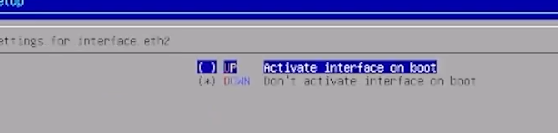 ettings for interface eth2
( ) UP Activate interface on boot
(*) DOWN Don't activate interface on boot